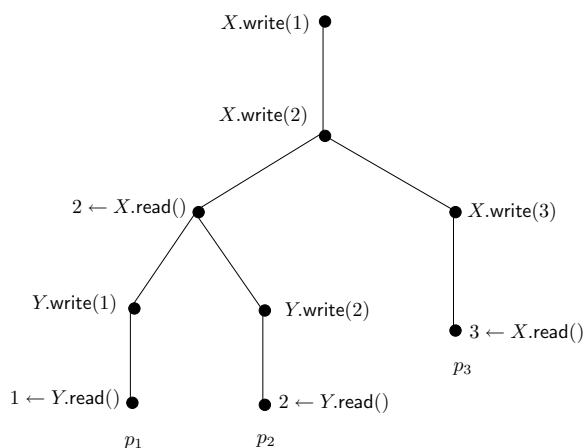 X.write(1)
X.write(2)
2 ← X.read()
X.write(3)
Y.write(1)
Y.write(2)
3 ← X.read()
p₃
1 ← Y.read()
2 ← Y.read()
p₁
p₂